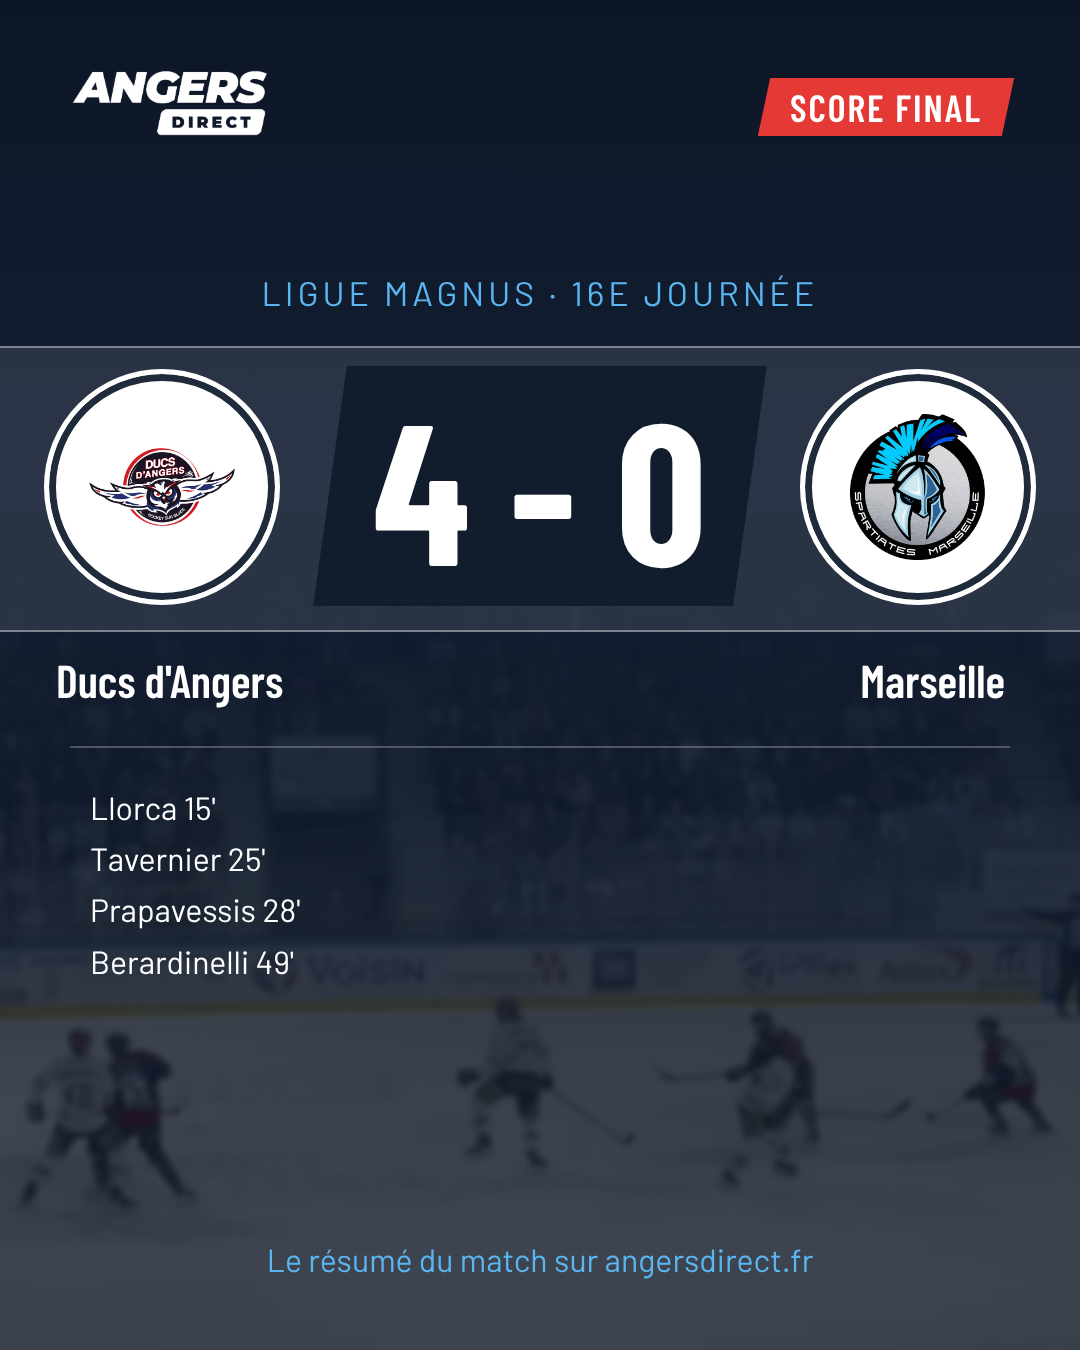 ANGERS
DIRECT
SCORE FINAL
LIGUE MAGNUS · 16E JOURNÉE
DUCS
D'ANGERS
4 - 0
SPARTIATES MARSEILLE
Ducs d'Angers
Marseille
Llorca 15'
Tavernier 25'
Prapavessis 28'
Berardinelli 49'
VOISIN
Le résumé du match sur angersdirect.fr